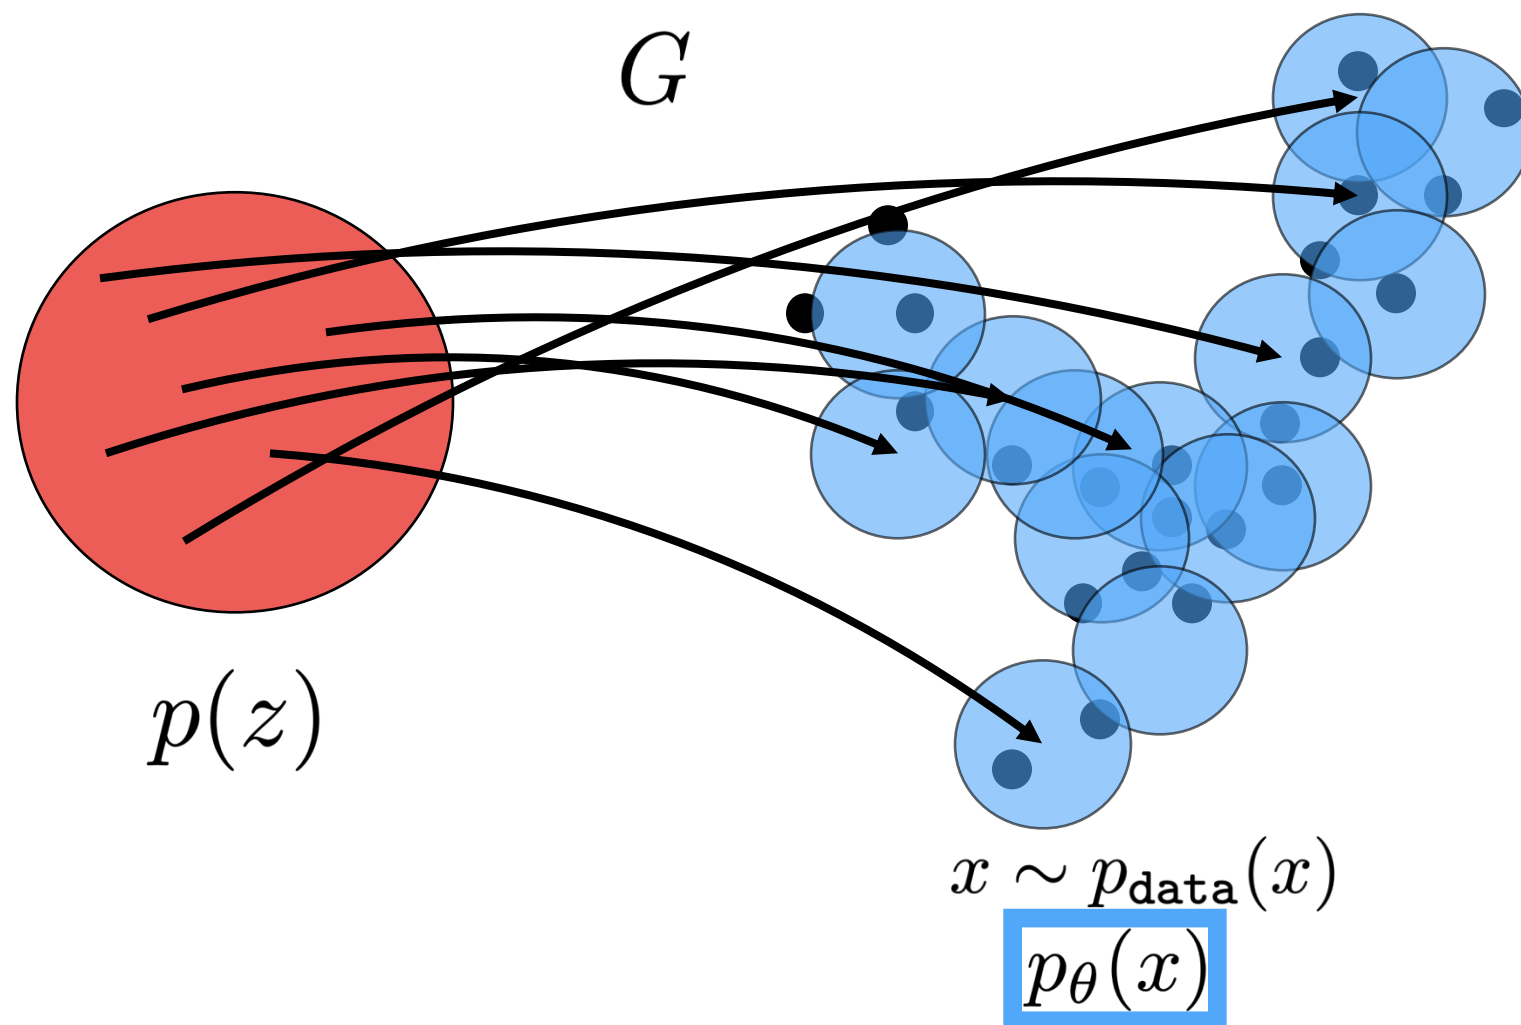 G
p(z)
x ∼ p_data(x)
p_θ(x)